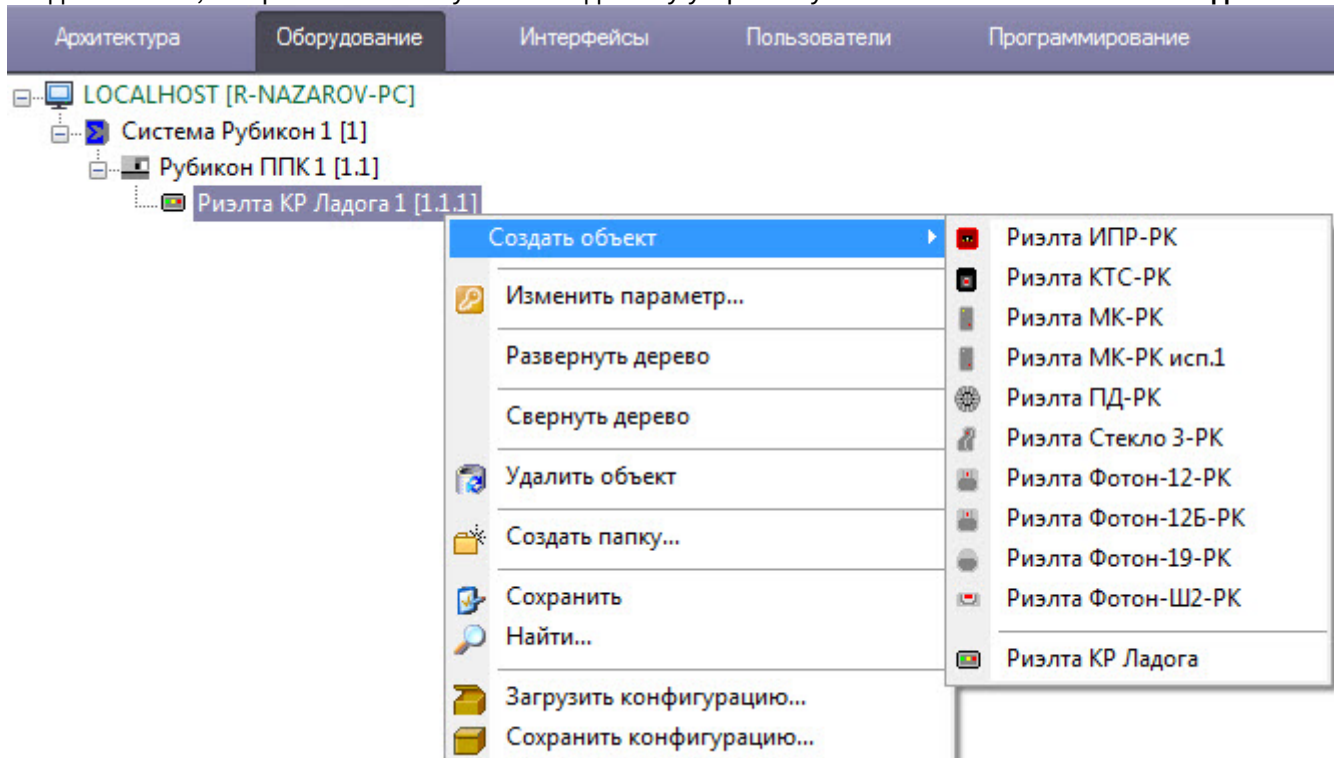 Архитектура Оборудование Интерфейсы Пользователи Программирование
LOCALHOST [R-NAZAROV-PC]
Система Рубикон 1 [1]
Рубикон ППК 1 [1.1]
Риэлта КР Ладога 1 [1.1.1]
Создать объект
Изменить параметр...
Развернуть дерево
Свернуть дерево
Удалить объект
Создать папку...
Сохранить
Найти...
Загрузить конфигурацию...
Сохранить конфигурацию...
Риэлта ИПР-РК
Риэлта КТС-РК
Риэлта МК-РК
Риэлта МК-РК исп.1
Риэлта ПД-РК
Риэлта Стекло 3-РК
Риэлта Фотон-12-РК
Риэлта Фотон-12Б-РК
Риэлта Фотон-19-РК
Риэлта Фотон-Ш2-РК
Риэлта КР Ладога